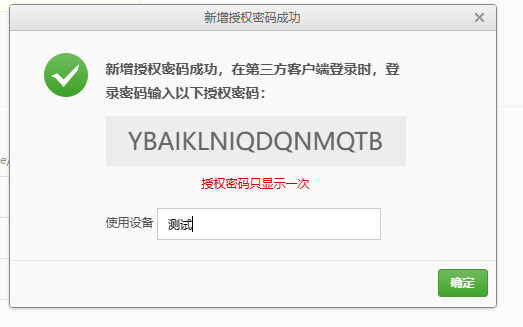 新增授权密码成功
新增授权密码成功，在第三方客户端登录时，登
录密码输入以下授权密码：
YBAIKLNIQDQNMQTB
授权密码只显示一次
e/
使用设备 测试
确定